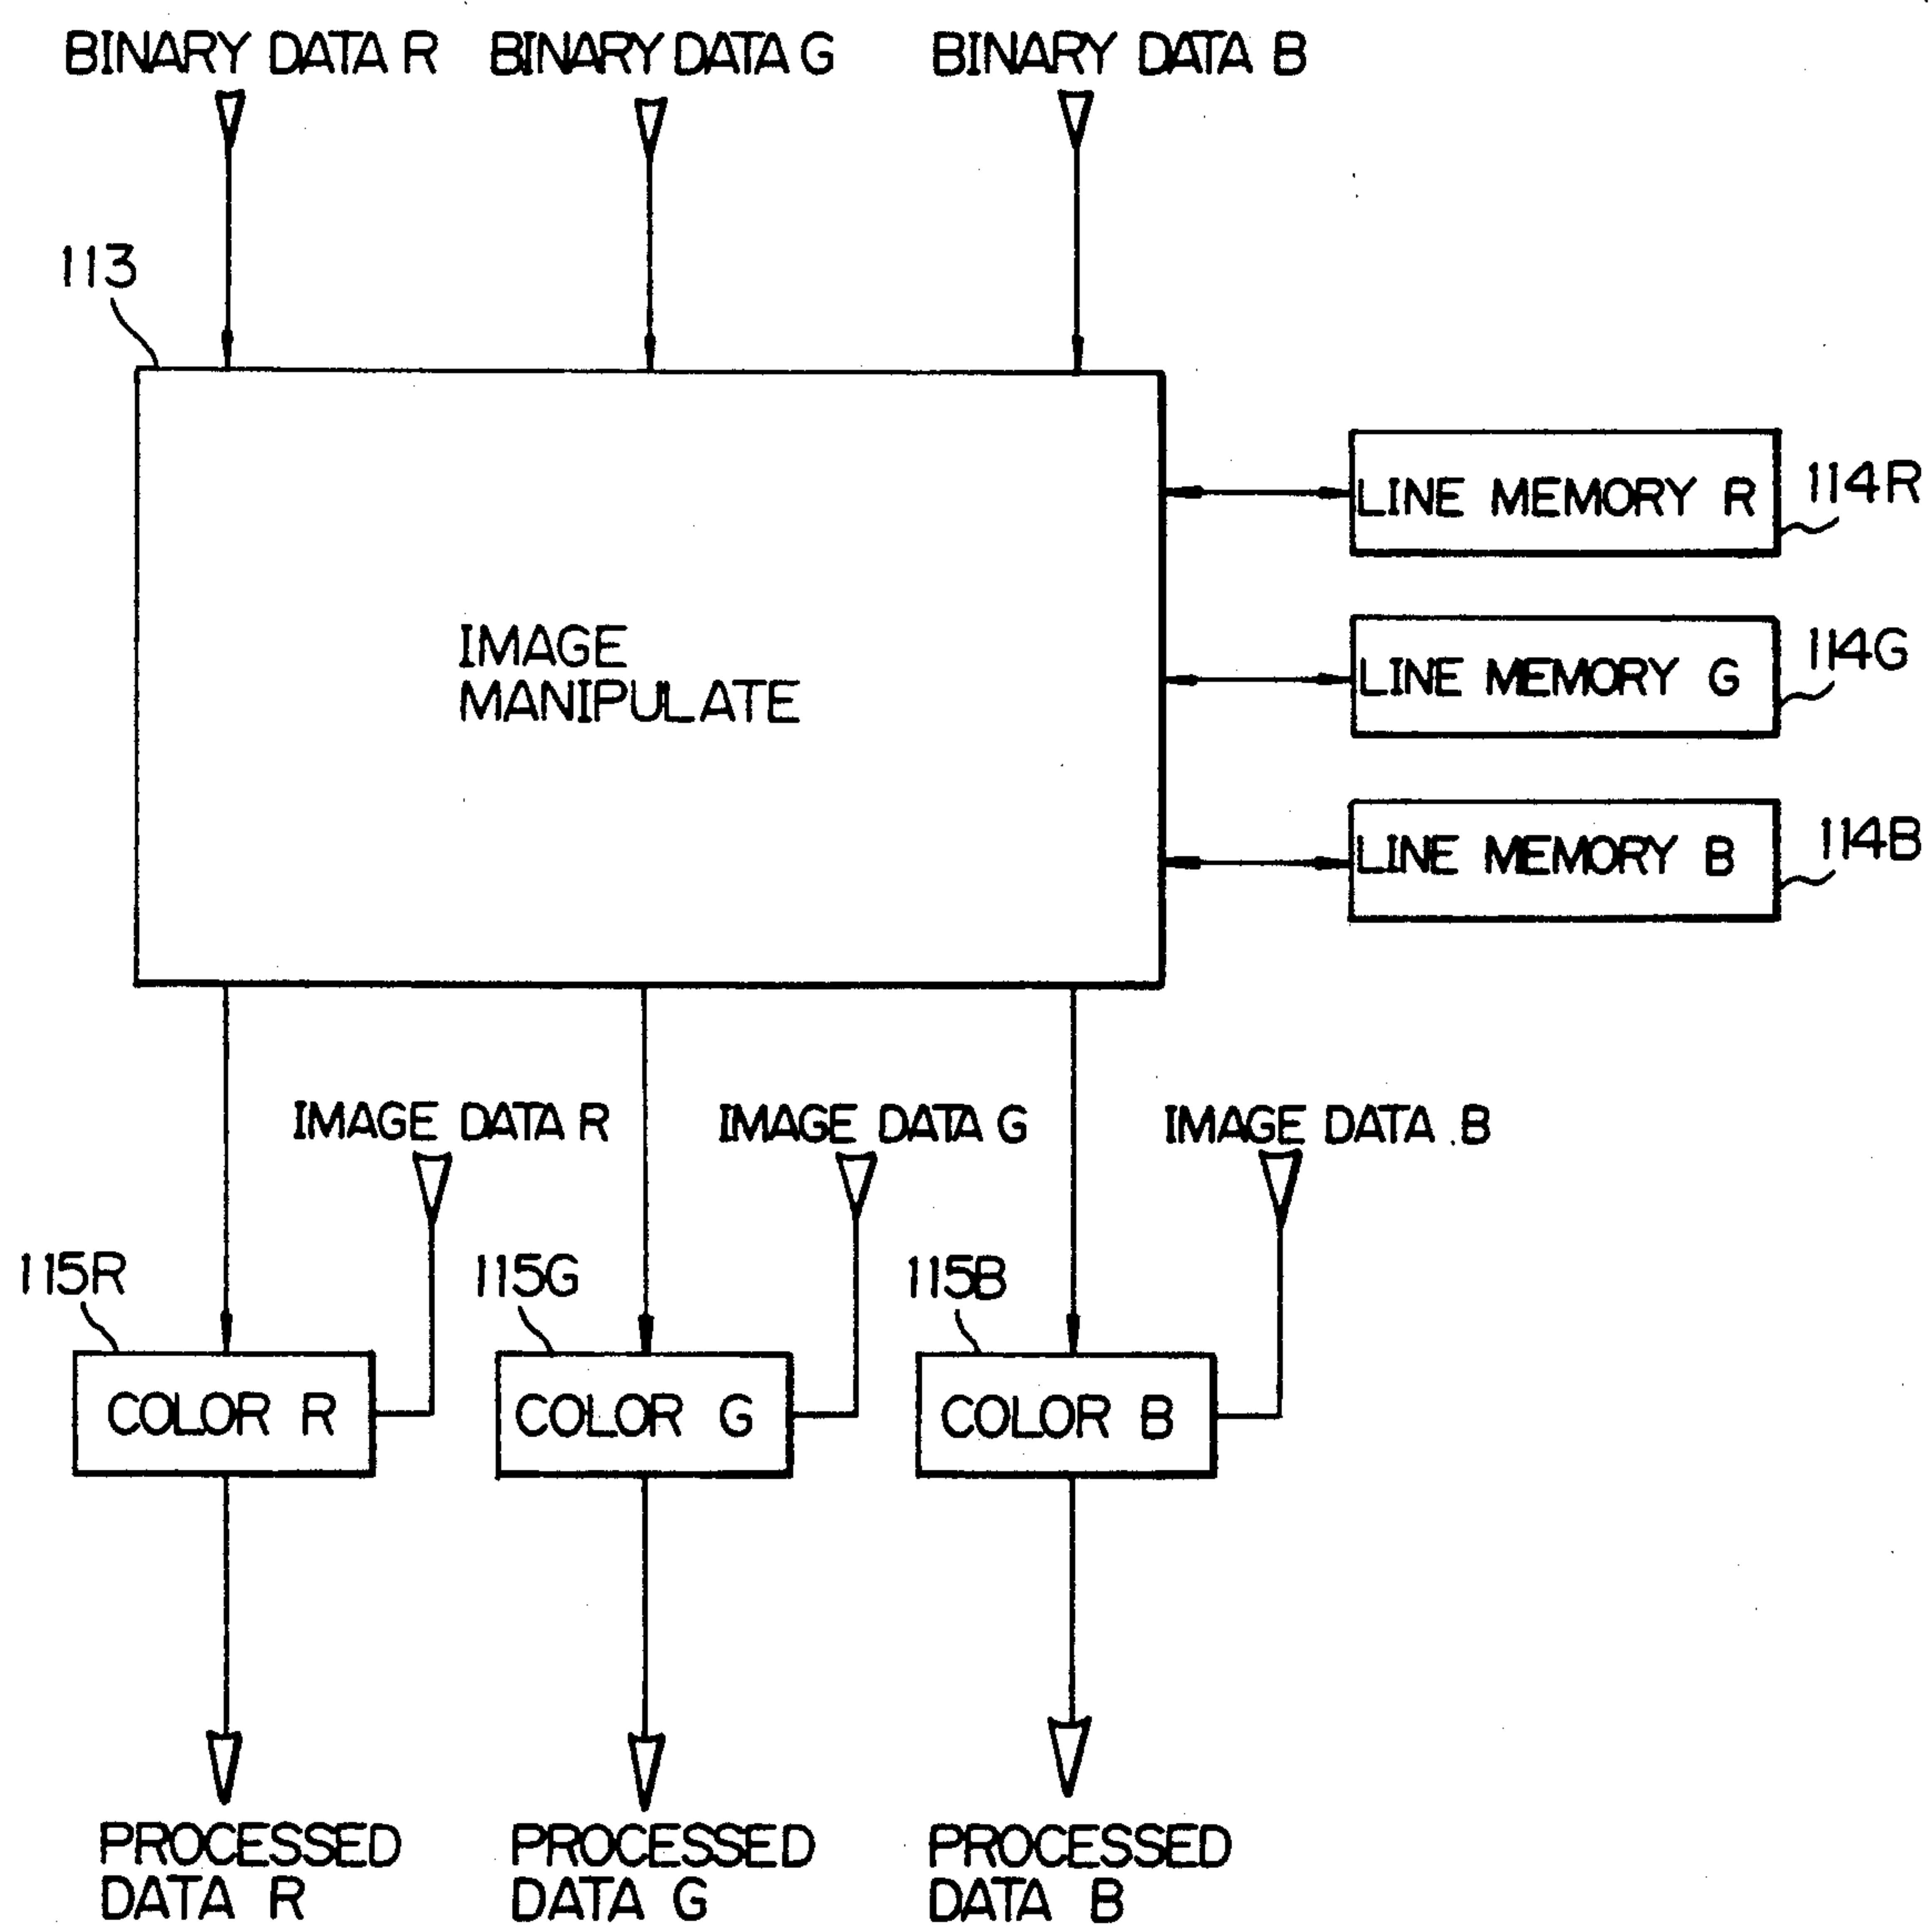 BINARY DATA R
BINARY DATA G
BINARY DATA B
113
LINE MEMORY R
114R
IMAGE
MANIPULATE
LINE MEMORY G
114G
LINE MEMORY B
114B
IMAGE DATA R
IMAGE DATA G
IMAGE DATA B
115R
115G
115B
COLOR R
COLOR G
COLOR B
PROCESSED
DATA R
PROCESSED
DATA G
PROCESSED
DATA B